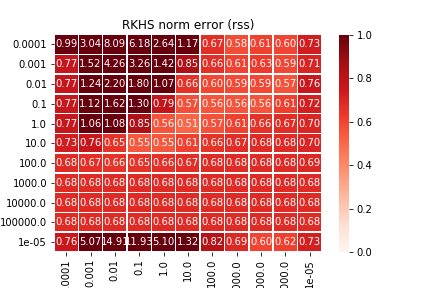 RKHS norm error (rss)
0.0001 0.99 3.04 8.09 6.18 2.64 1.17 0.67 0.58 0.61 0.60 0.73
0.001 0.77 1.52 4.26 3.26 1.42 0.85 0.66 0.61 0.63 0.59 0.71
0.01 0.77 1.24 2.20 1.80 1.07 0.66 0.60 0.59 0.59 0.57 0.76
0.1 0.77 1.12 1.62 1.30 0.79 0.57 0.56 0.56 0.56 0.61 0.72
1.0 0.77 1.06 1.08 0.85 0.56 0.51 0.57 0.61 0.66 0.67 0.70
10.0 0.73 0.76 0.65 0.55 0.55 0.61 0.66 0.67 0.68 0.68 0.70
100.0 0.68 0.67 0.66 0.65 0.66 0.67 0.68 0.68 0.68 0.68 0.69
1000.0 0.68 0.68 0.68 0.68 0.68 0.68 0.68 0.68 0.68 0.68 0.68
10000.0 0.68 0.68 0.68 0.68 0.68 0.68 0.68 0.68 0.68 0.68 0.68
100000.0 0.68 0.68 0.68 0.68 0.68 0.68 0.68 0.68 0.68 0.68 0.68
1e-05 0.76 5.07 14.91 11.93 5.10 1.32 0.82 0.69 0.60 0.62 0.73
.0001 0.001 0.01 0.1 1.0 10.0 100.0 000.0 000.0 000.0 1e-05
1.0
0.8
0.6
0.4
0.2
0.0